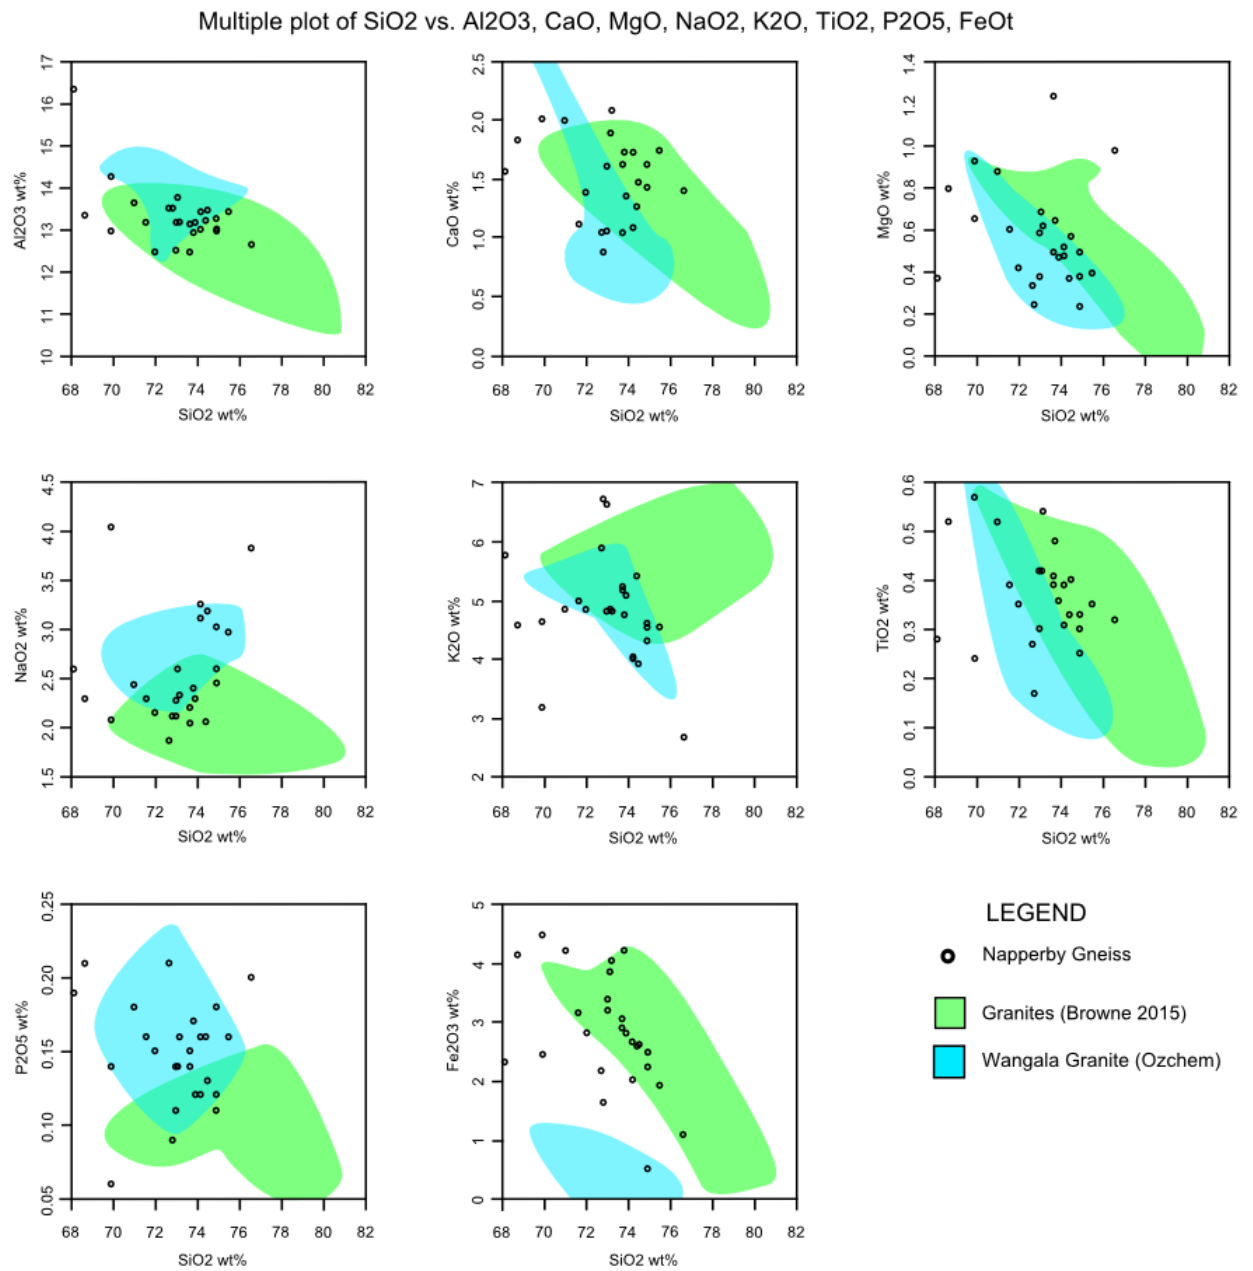 Multiple plot of SiO2 vs. Al2O3, CaO, MgO, NaO2, K2O, TiO2, P2O5, FeOt
17
16
15
14
13
12
11
10
Al2O3 wt%
68 70 72 74 76 78 80 82
SiO2 wt%
2.5
2.0
1.5
1.0
0.5
0.0
CaO wt%
68 70 72 74 76 78 80 82
SiO2 wt%
1.4
1.2
1.0
0.8
0.6
0.4
0.2
0.0
MgO wt%
68 70 72 74 76 78 80 82
SiO2 wt%
4.5
4.0
3.5
3.0
2.5
2.0
1.5
NaO2 wt%
68 70 72 74 76 78 80 82
SiO2 wt%
7
6
5
4
3
2
K2O wt%
68 70 72 74 76 78 80 82
SiO2 wt%
0.6
0.5
0.4
0.3
0.2
0.1
0.0
TiO2 wt%
68 70 72 74 76 78 80 82
SiO2 wt%
0.25
0.20
0.15
0.10
0.05
P2O5 wt%
68 70 72 74 76 78 80 82
SiO2 wt%
5
4
3
2
1
0
Fe2O3 wt%
68 70 72 74 76 78 80 82
SiO2 wt%
LEGEND
Napperby Gneiss
Granites (Browne 2015)
Wangala Granite (Ozchem)